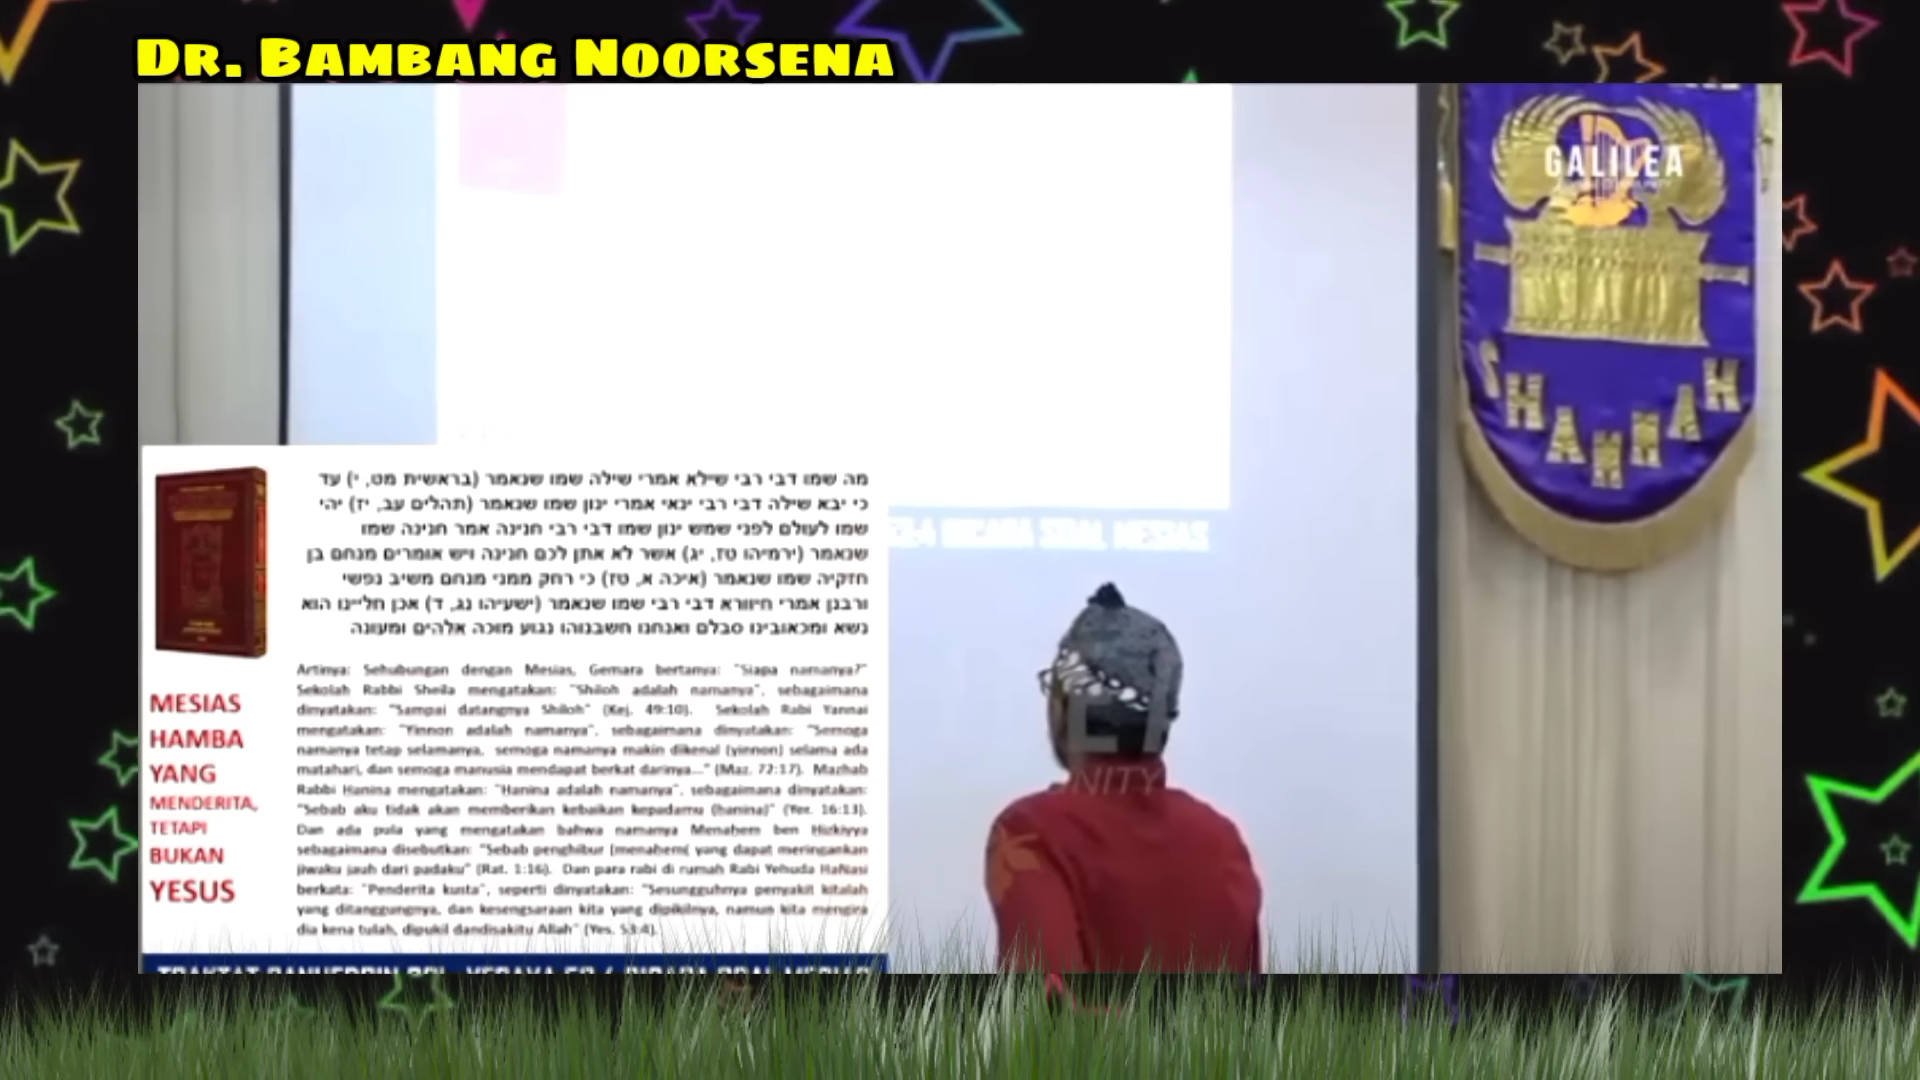 Dr. Bambang Noorsena
GALILEA
SHAMMAH
מה שמו דבי רבי שילא אמרי שילה שמו שנאמר (בראשית מט, י) עד
כי יבא שילה דבי רבי ינאי אמרי ינון שמו שנאמר (תהלים עב, יז) יהי
שמו לעולם לפני שמש ינון שמו דבי רבי חנינה אמר חנינה שמו
שנאמר (ירמיהו טז, יג) אשר לא אתן לכם חנינה ויש אומרים מנחם בן
חזקיה שמו שנאמר (איכה א, טז) כי רחק ממני מנחם משיב נפשי
ורבנן אמרי חיוורא דבי רבי שמו שנאמר (ישעיהו נג, ד) אכן חליינו הוא
נשא ומכאובינו סבלם ואנחנו חשבנוהו נגוע מוכה אלהים ומעונה
MESIAS
HAMBA
YANG
MENDERITA,
TETAPI
BUKAN
YESUS
Artinya: Sehubungan dengan Mesias, Gemara bertanya: "Siapa namanya?"
Sekolah Rabbi Sheila mengatakan: "Shiloh adalah namanya", sebagaimana
dinyatakan: "Sampai datangnya Shiloh" (Kej. 49:10). Sekolah Rabi Yannai
mengatakan: "Yinnon adalah namanya", sebagaimana dinyatakan: "Semoga
namanya tetap selamanya, semoga namanya makin dikenal (yinnon) selama ada
matahari, dan semoga manusia mendapat berkat darinya..." (Maz. 72:17). Mazhab
Rabbi Hanina mengatakan: "Hanina adalah namanya", sebagaimana dinyatakan:
"Sebab aku tidak akan memberikan kebaikan kepadamu (hanina)" (Yer. 16:13).
Dan ada pula yang mengatakan bahwa namanya Menahem ben Hizkiyya
sebagaimana disebutkan: "Sebab penghibur (menahem( yang dapat meringankan
jiwaku jauh dari padaku" (Rat. 1:16). Dan para rabi di rumah Rabi Yehuda HaNasi
berkata: "Penderita kusta", seperti dinyatakan: "Sesungguhnya penyakit kitalah
yang ditanggungnya, dan kesengsaraan kita yang dipikilnya, namun kita mengira
dia kena tulah, dipukul dandisakitu Allah" (Yes. 53:4).
BICARA SOAL MESIAS